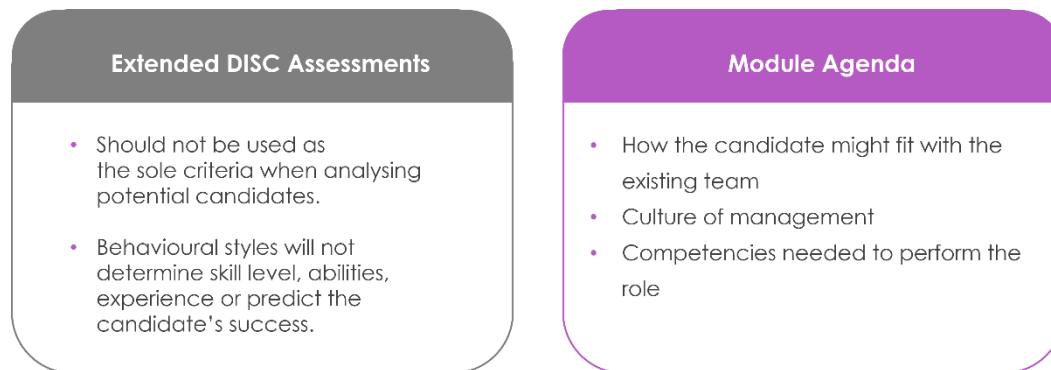 Extended DISC Assessments
• Should not be used as
the sole criteria when analysing
potential candidates.
• Behavioural styles will not
determine skill level, abilities,
experience or predict the
candidate's success.
Module Agenda
• How the candidate might fit with the
existing team
• Culture of management
• Competencies needed to perform the
role